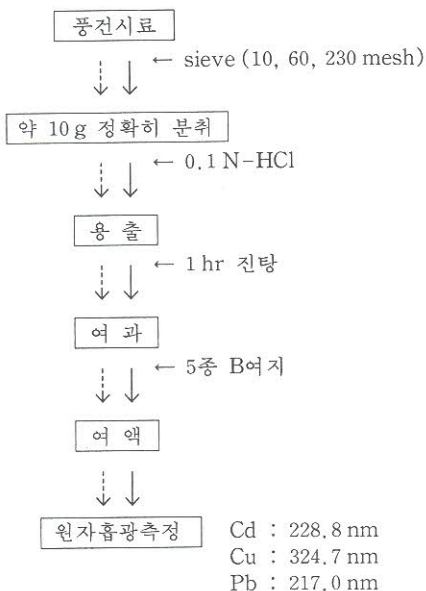 풍건시료
← sieve (10, 60, 230 mesh)
약 10 g 정확히 분취
← 0.1 N-HCl
용 출
← 1 hr 진탕
여 과
← 5종 B여지
여 액
원자흡광측정
Cd : 228.8 nm
Cu : 324.7 nm
Pb : 217.0 nm